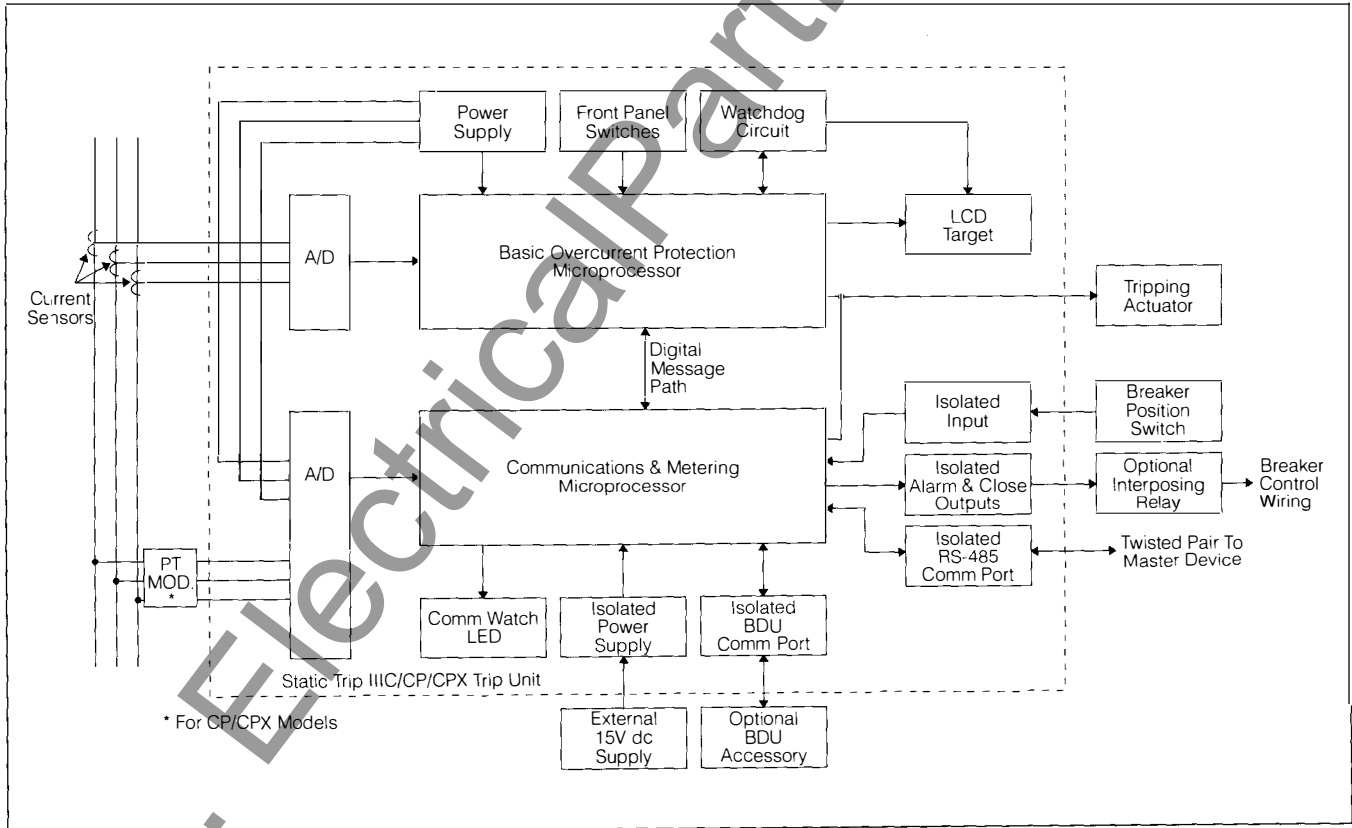 Power
Supply
Front Panel
Switches
Watchdog
Circuit
LCD
Target
A/D
Basic Overcurrent Protection
Microprocessor
Current
Sensors
Tripping
Actuator
Digital
Message
Path
Isolated
Input
Breaker
Position
Switch
A/D
Communications & Metering
Microprocessor
Isolated
Alarm & Close
Outputs
Optional
Interposing
Relay
Breaker
Control
Wiring
Isolated
RS-485
Comm Port
Twisted Pair To
Master Device
PT
MOD.
*
Comm Watch
LED
Isolated
Power
Supply
Isolated
BDU
Comm Port
Static Trip IIIC/CP/CPX Trip Unit
* For CP/CPX Models
External
15V dc
Supply
Optional
BDU
Accessory
. ElectricalPart